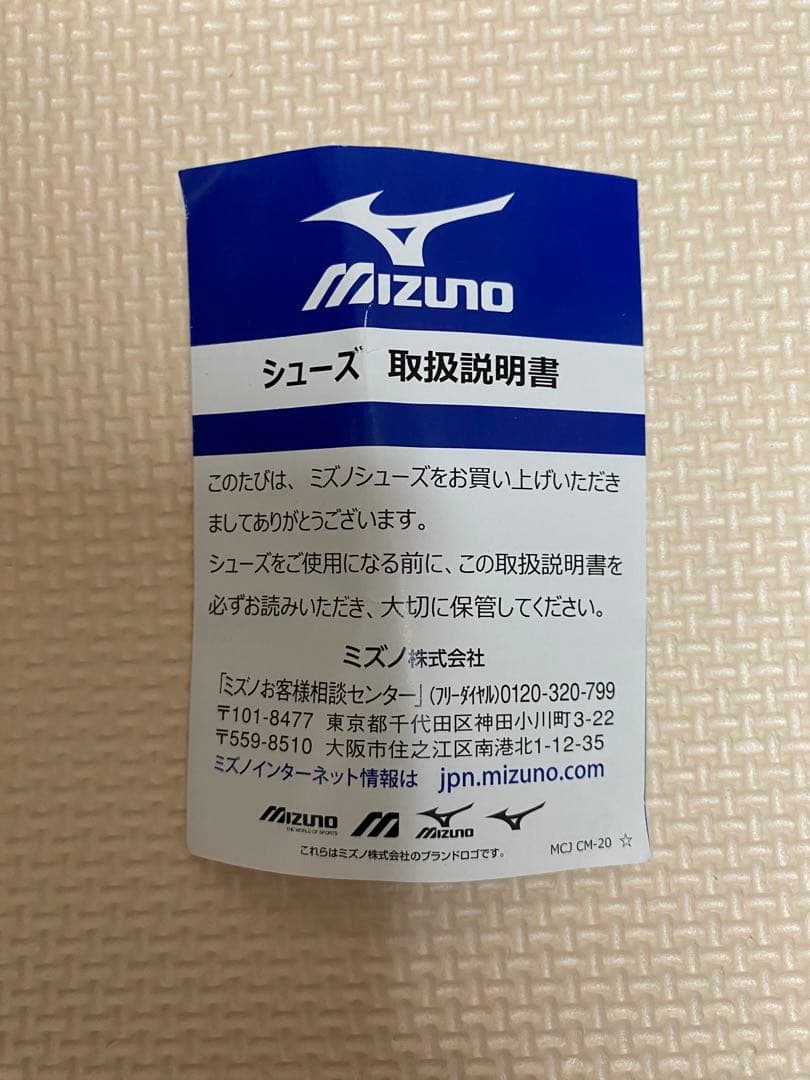 MIZUNO
シューズ 取扱説明書
このたびは、ミズノシューズをお買い上げいただき
ましてありがとうございます。
シューズをご使用になる前に、この取扱説明書を
必ずお読みいただき、大切に保管してください。
ミズノ株式会社
「ミズノお客様相談センター」(フリーダイヤル)0120-320-799
〒101-8477 東京都千代田区神田小川町3-22
〒559-8510 大阪市住之江区南港北1-12-35
ミズノインターネット情報は jpn.mizuno.com
MIZUNO MIZUNO
THE WORLD OF SPORTS
これらはミズノ株式会社のブランドロゴです。 MCJ CM-20 ☆